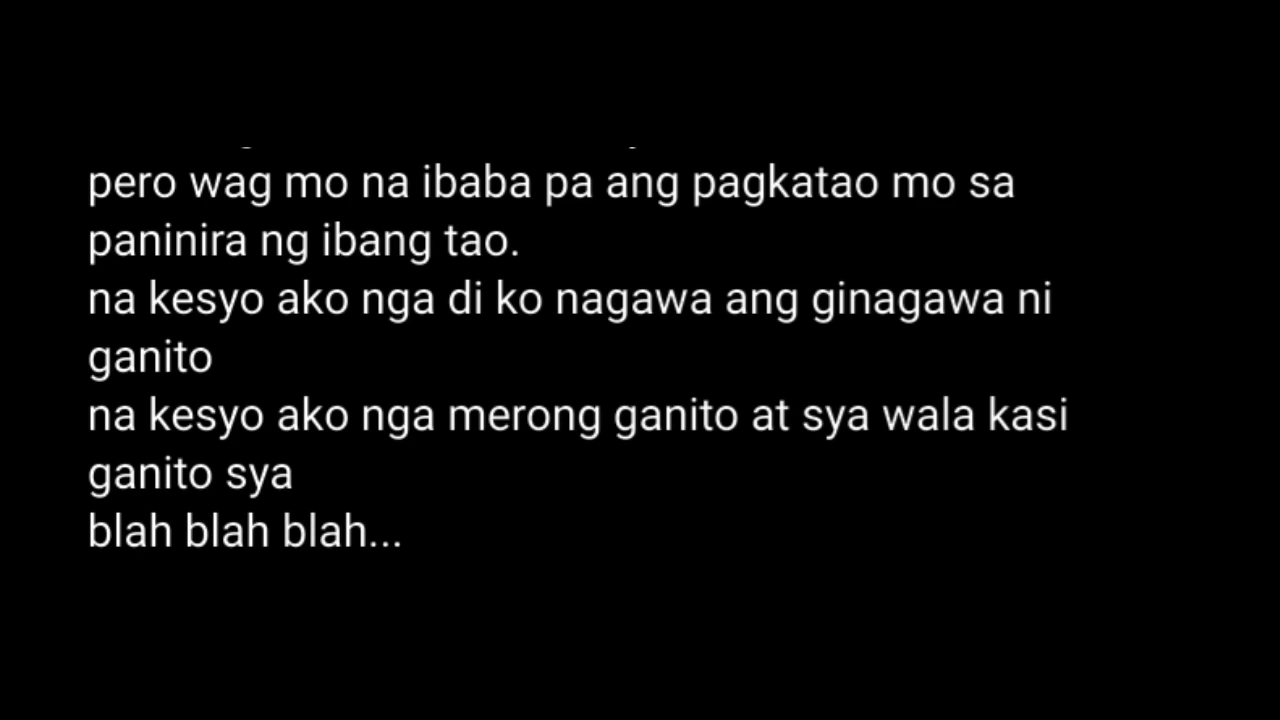 pero wag mo na ibaba pa ang pagkatao mo sa
paninira ng ibang tao.
na kesyo ako nga di ko nagawa ang ginagawa ni
ganito
na kesyo ako nga merong ganito at sya wala kasi
ganito sya
blah blah blah...